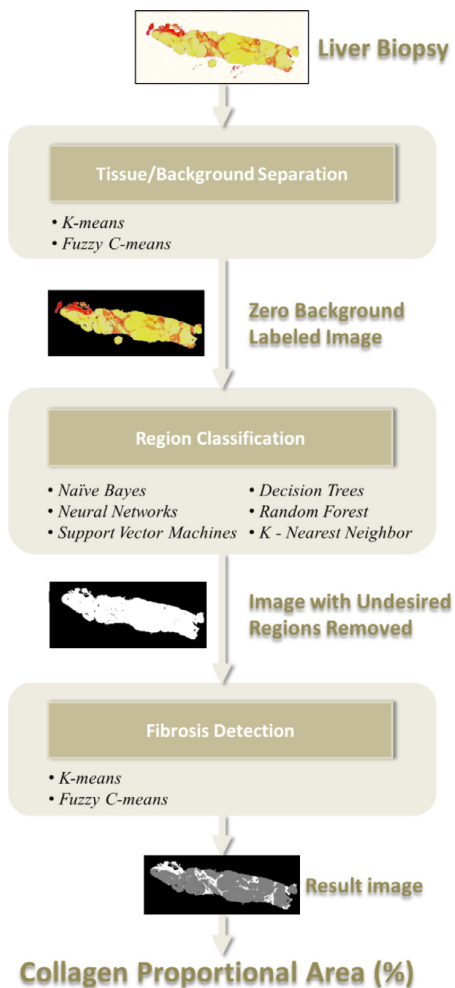 Liver Biopsy
Tissue/Background Separation
• K-means
• Fuzzy C-means
Zero Background
Labeled Image
Region Classification
• Naïve Bayes
• Neural Networks
• Support Vector Machines
• Decision Trees
• Random Forest
• K - Nearest Neighbor
Image with Undesired
Regions Removed
Fibrosis Detection
• K-means
• Fuzzy C-means
Result image
Collagen Proportional Area (%)